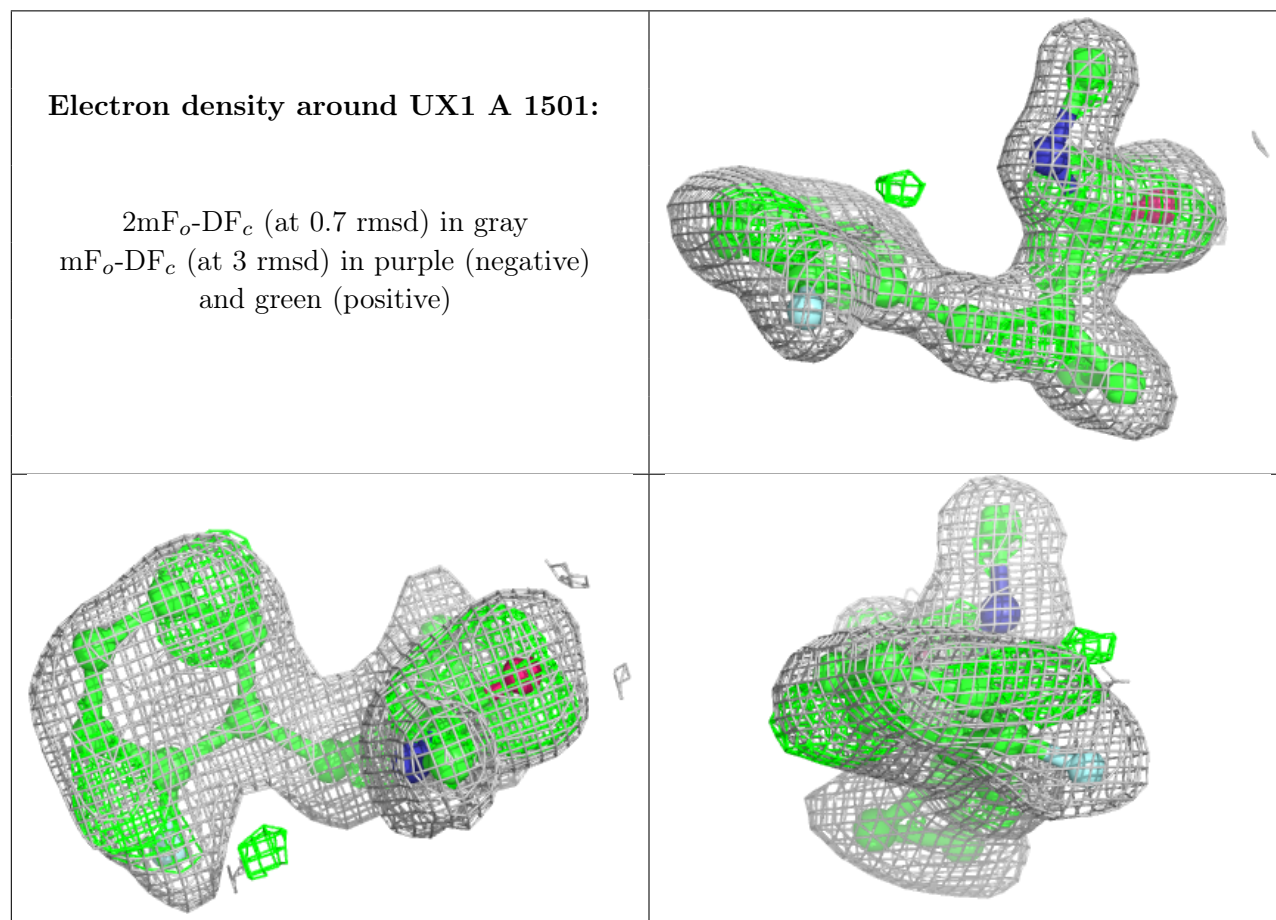 Electron density around UX1 A 1501:
2mFo-DFc (at 0.7 rmsd) in gray
mFo-DFc (at 3 rmsd) in purple (negative)
and green (positive)